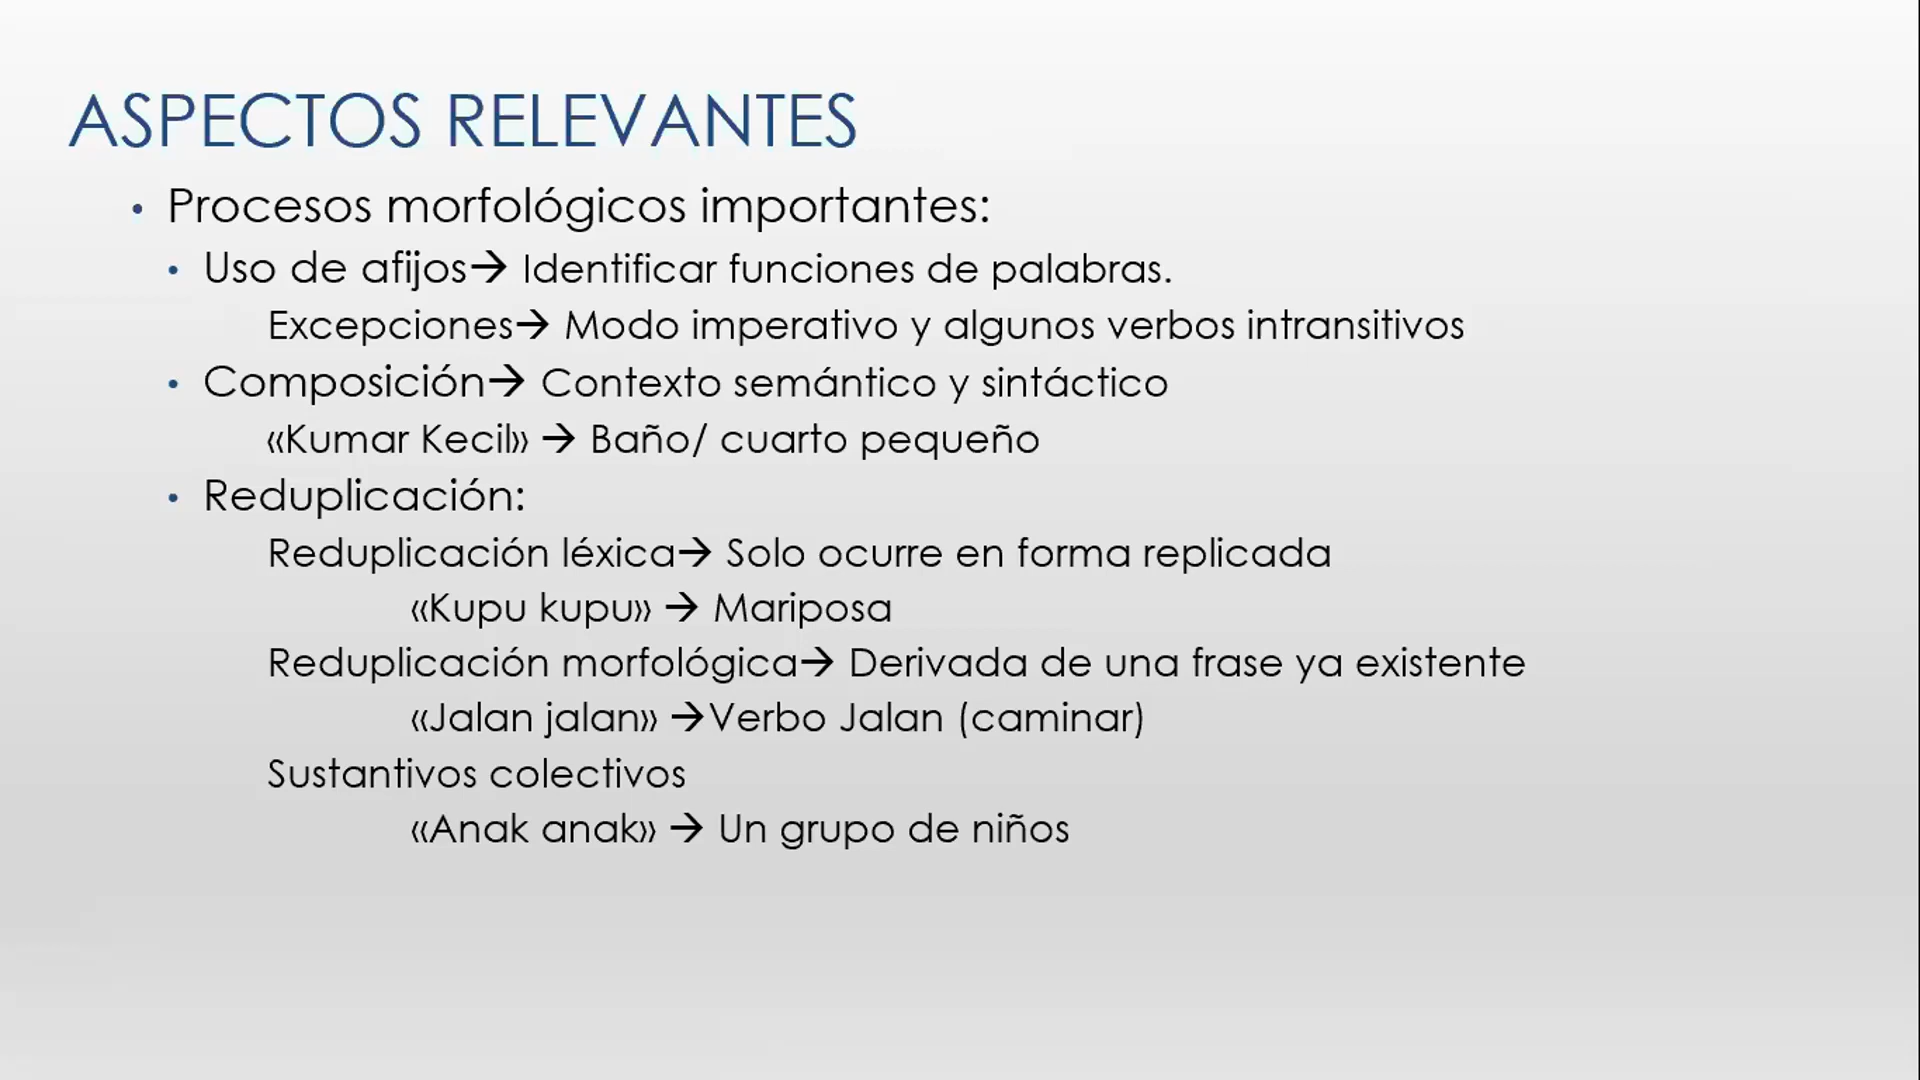 ASPECTOS RELEVANTES
• Procesos morfológicos importantes:
• Uso de afijos→ Identificar funciones de palabras.
Excepciones→ Modo imperativo y algunos verbos intransitivos
• Composición→ Contexto semántico y sintáctico
«Kumar Kecil» → Baño/ cuarto pequeño
• Reduplicación:
Reduplicación léxica→ Solo ocurre en forma replicada
«Kupu kupu» → Mariposa
Reduplicación morfológica→ Derivada de una frase ya existente
«Jalan jalan» →Verbo Jalan (caminar)
Sustantivos colectivos
«Anak anak» → Un grupo de niños